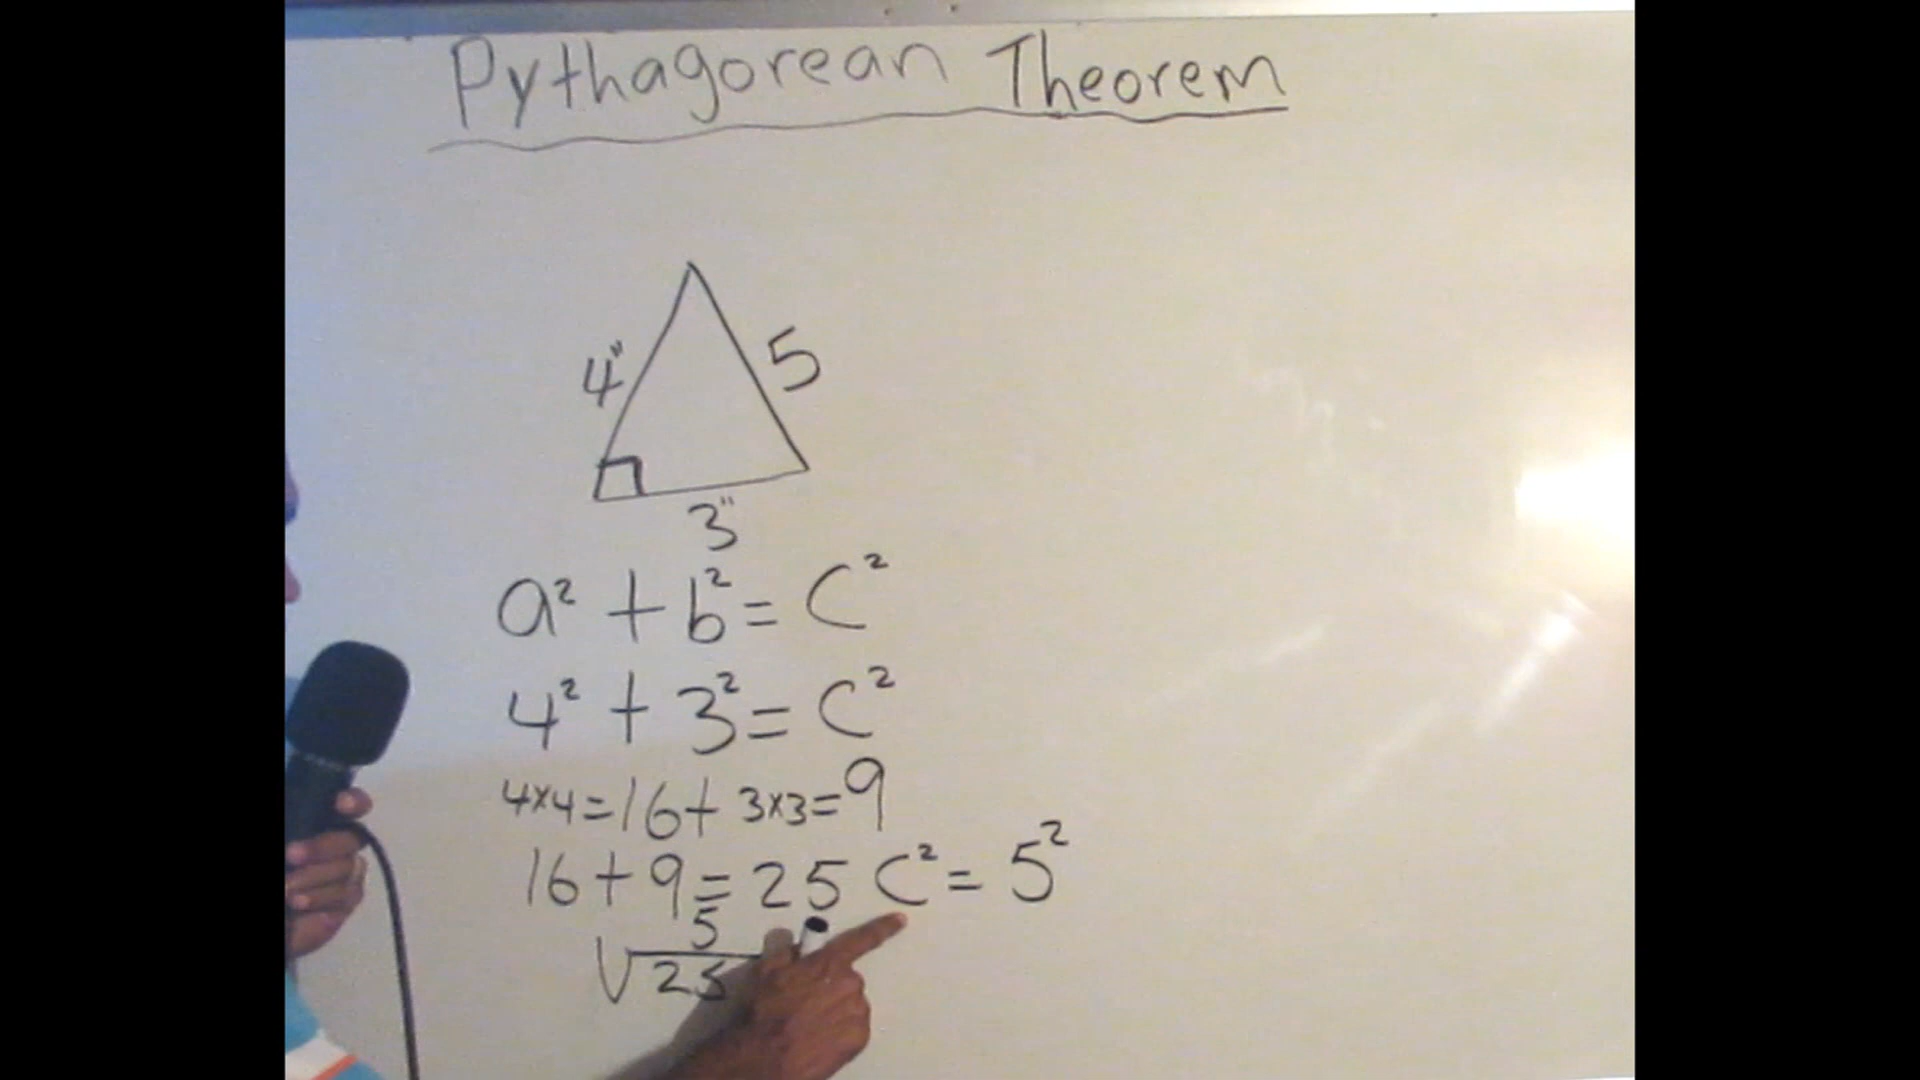 Pythagorean Theorem
4" 5
3"
a² + b² = C²
4² + 3² = C²
4x4=16+ 3x3=9
16+9=25 C² = 5²
5
√25